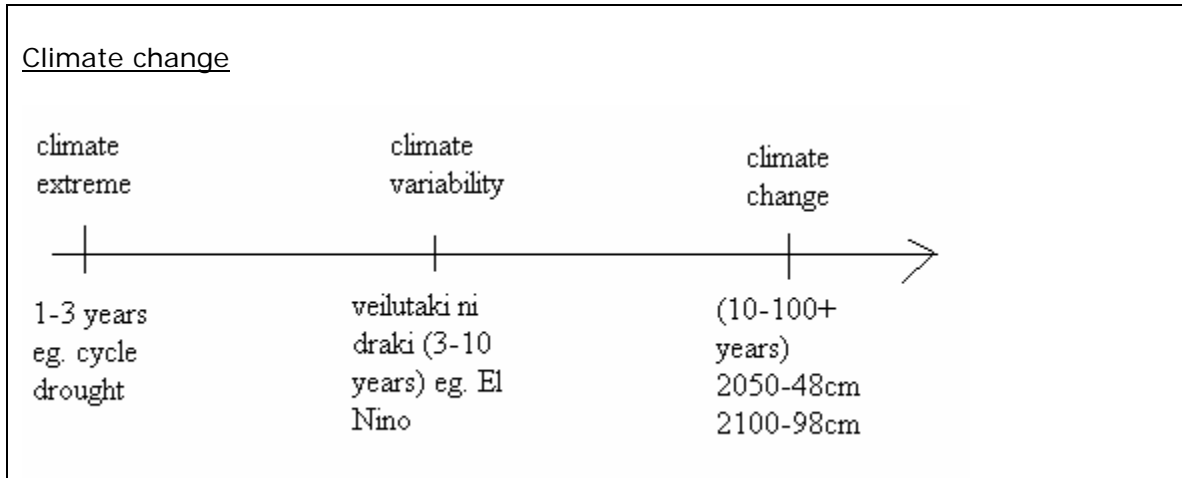 Climate change
climate
extreme
climate
variability
climate
change
1-3 years
eg. cycle
drought
veilutaki ni
draki (3-10
years) eg. El
Nino
(10-100+
years)
2050-48cm
2100-98cm